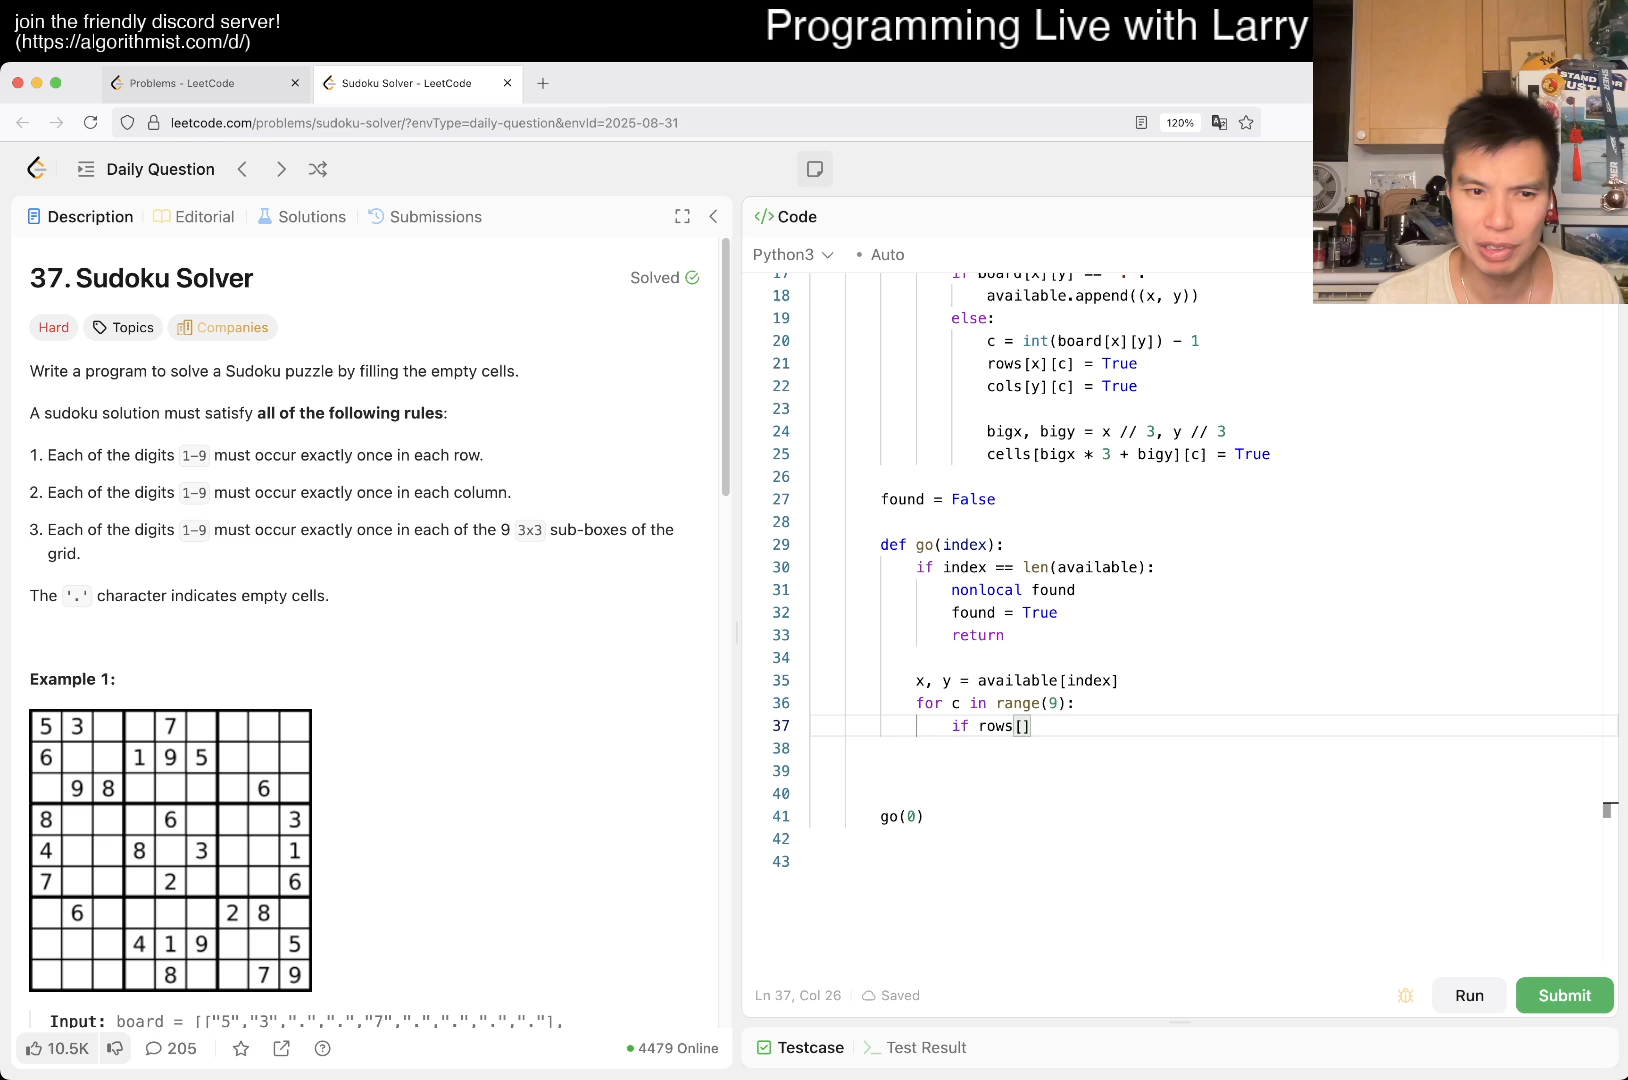 join the friendly discord server!
(https://algorithmist.com/d/)
Programming Live with Larry
Problems - LeetCode
Sudoku Solver - LeetCode
leetcode.com/problems/sudoku-solver/?envType=daily-question&envId=2025-08-31
120%
Daily Question
Description
Editorial
Solutions
Submissions
37. Sudoku Solver
Solved
Hard
Topics
Companies
Write a program to solve a Sudoku puzzle by filling the empty cells.
A sudoku solution must satisfy all of the following rules:
1. Each of the digits 1-9 must occur exactly once in each row.
2. Each of the digits 1-9 must occur exactly once in each column.
3. Each of the digits 1-9 must occur exactly once in each of the 9 3x3 sub-boxes of the
grid.
The '.' character indicates empty cells.
Example 1:
5 3 7
6 1 9 5
9 8 6
8 6 3
4 8 3 1
7 2 6
6 2 8
4 1 9 5
8 7 9
Input: board = [["5","3",".",".","7",".",".",".","."],
10.5K
205
4479 Online
</> Code
Python3
Auto
17 if board[x][y] == ".":
18 available.append((x, y))
19 else:
20 c = int(board[x][y]) - 1
21 rows[x][c] = True
22 cols[y][c] = True
23
24 bigx, bigy = x // 3, y // 3
25 cells[bigx * 3 + bigy][c] = True
26
27 found = False
28
29 def go(index):
30 if index == len(available):
31 nonlocal found
32 found = True
33 return
34
35 x, y = available[index]
36 for c in range(9):
37 if rows[]
38
39
40
41 go(0)
42
43
Ln 37, Col 26
Saved
Run
Submit
Testcase
Test Result
STAND